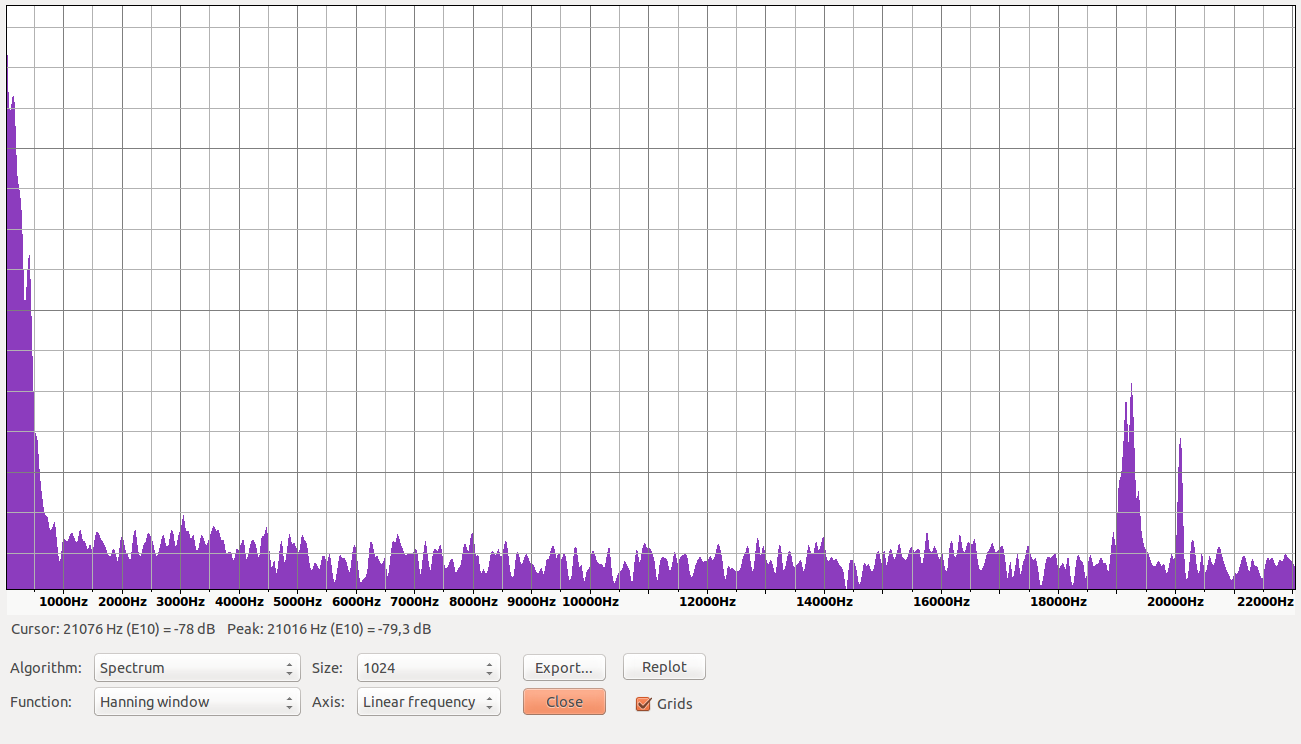 1000Hz 2000Hz 3000Hz 4000Hz 5000Hz 6000Hz 7000Hz 8000Hz 9000Hz 10000Hz 12000Hz 14000Hz 16000Hz 18000Hz 20000Hz 22000Hz
Cursor: 21076 Hz (E10) = -78 dB Peak: 21016 Hz (E10) = -79,3 dB
Algorithm: Spectrum Size: 1024 Export... Replot
Function: Hanning window Axis: Linear frequency Close Grids